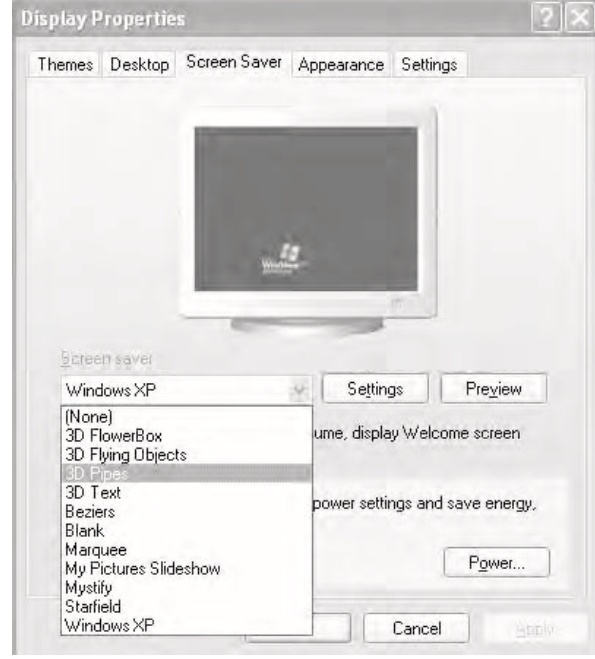 Display Properties
Themes Desktop Screen Saver Appearance Settings
Windows
Screen saver
Windows XP Settings Preview
(None)
3D FlowerBox
ume, display Welcome screen
3D Flying Objects
3D Pipes
3D Text
power settings and save energy,
Beziers
Blank
Marquee
My Pictures Slideshow
Power...
Mystify
Starfield
Windows XP
Cancel Apply